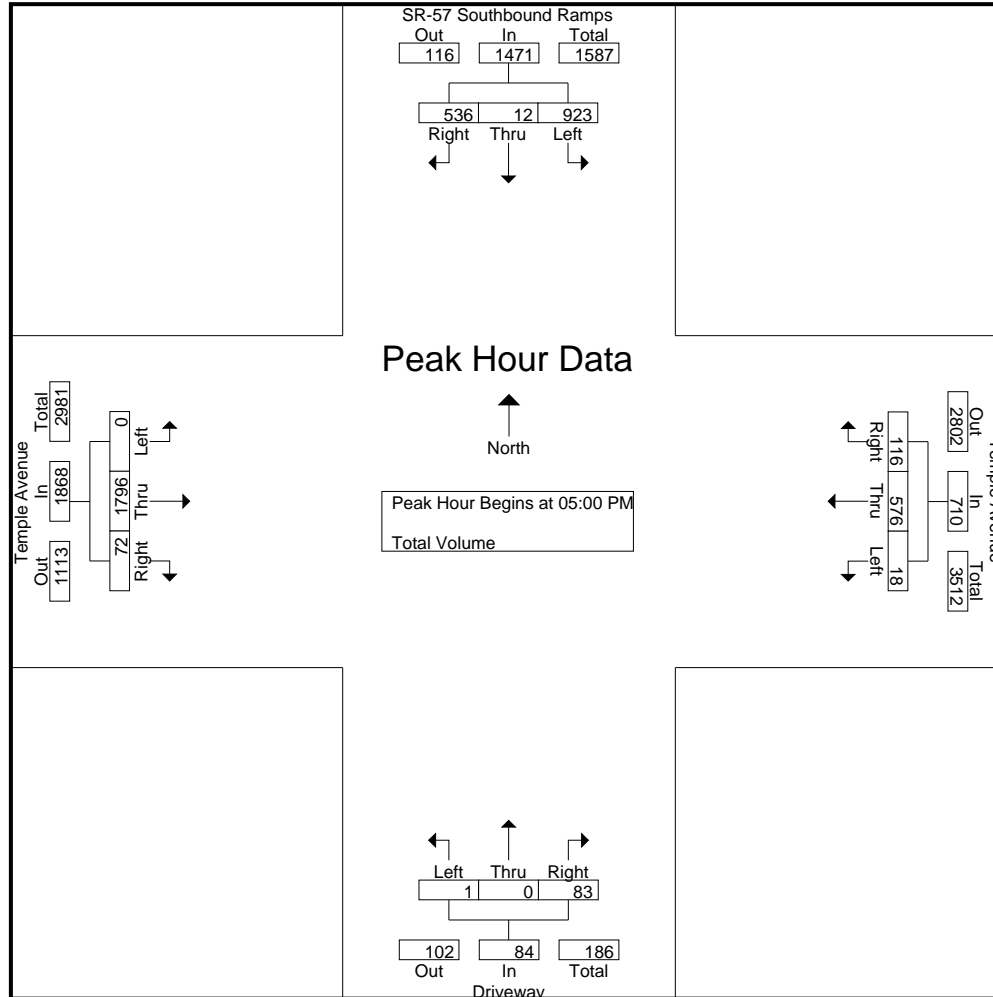 SR-57 Southbound Ramps
Out In Total
116 1471 1587
536 12 923
Right Thru Left
Peak Hour Data
North
Peak Hour Begins at 05:00 PM
Total Volume
Temple Avenue
Out In Total
1113 1868 2981
72 1796 0
Right Thru Left
Out In Total
2802 710 3512
116 576 18
Right Thru Left
Left Thru Right
1 0 83
102 84 186
Out In Total
Driveway